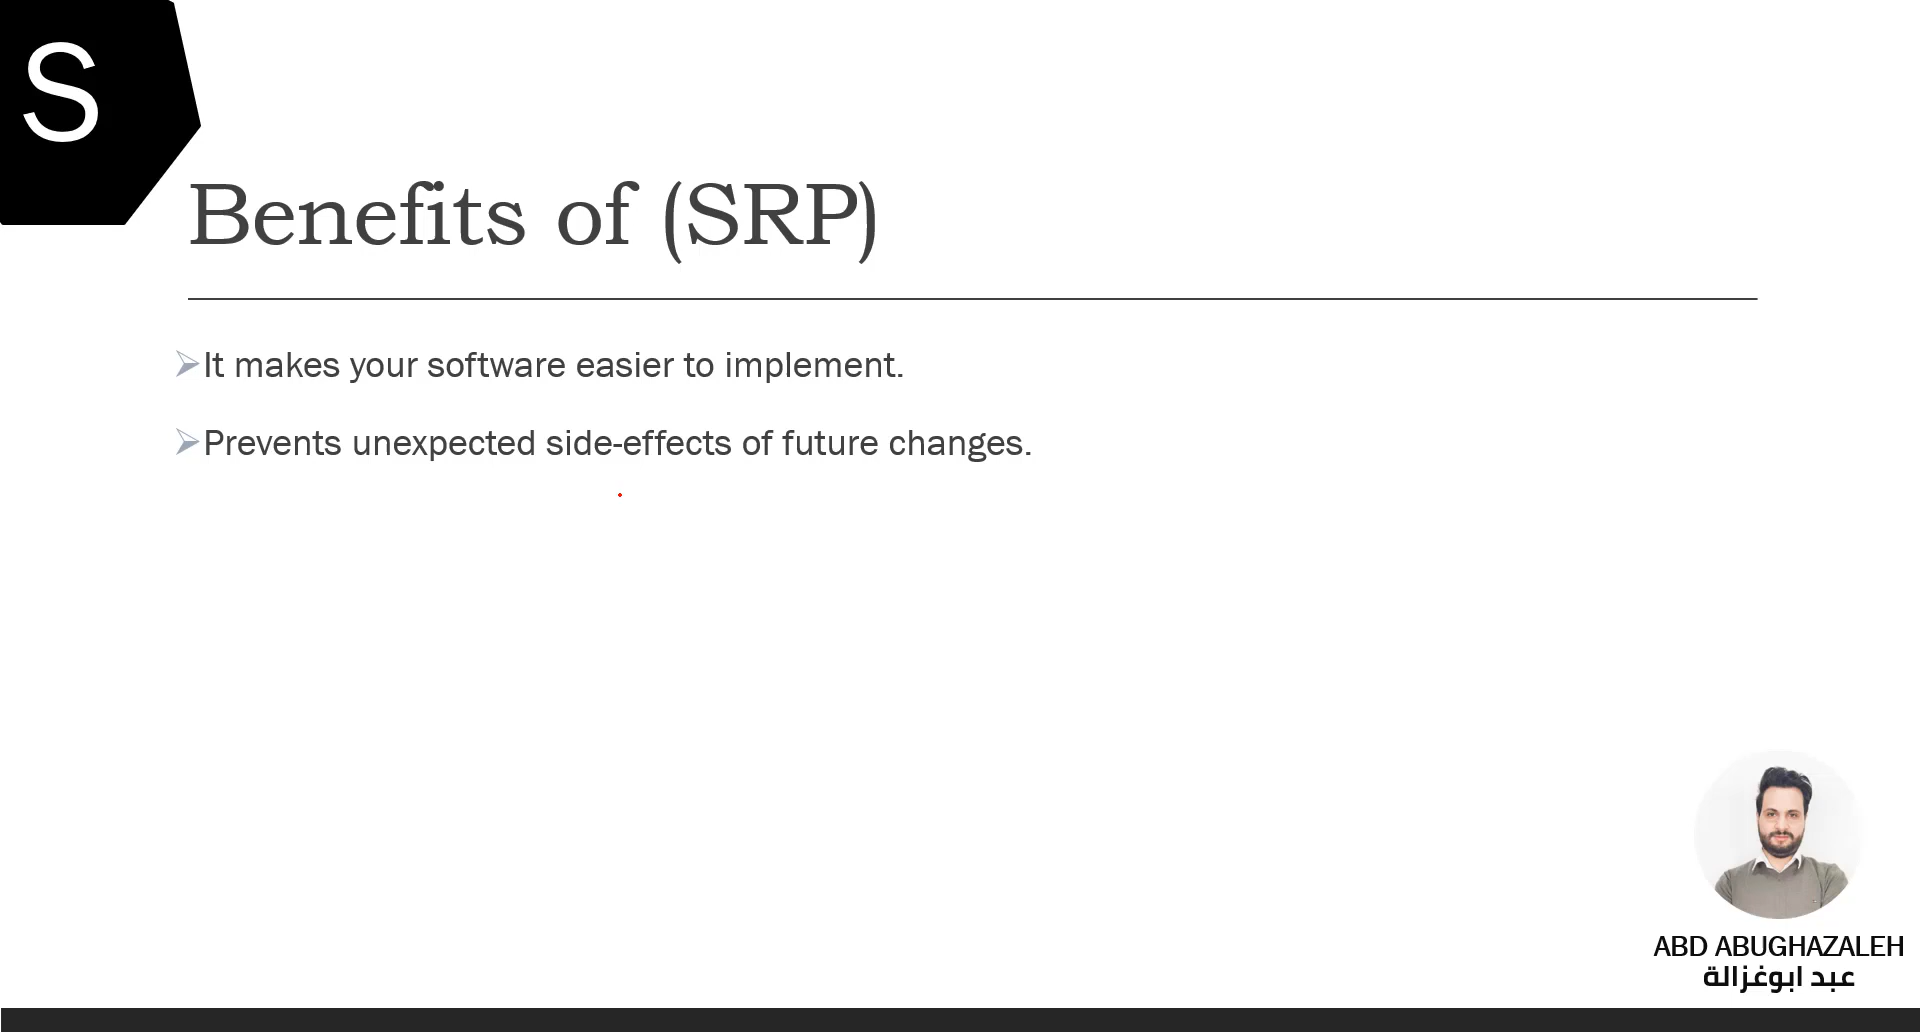 S
Benefits of (SRP)
It makes your software easier to implement.
Prevents unexpected side-effects of future changes.
ABD ABUGHAZALEH
عبد ابوغزالة